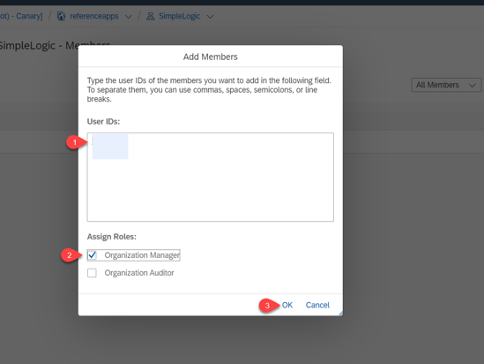 ot) - Canary] / referenceapps / SimpleLogic
SimpleLogic - Members
Add Members
Type the user IDs of the members you want to add in the following field.
To separate them, you can use commas, spaces, semicolons, or line
breaks.
All Members
User IDs:
1
Assign Roles:
2 Organization Manager
Organization Auditor
3 OK Cancel